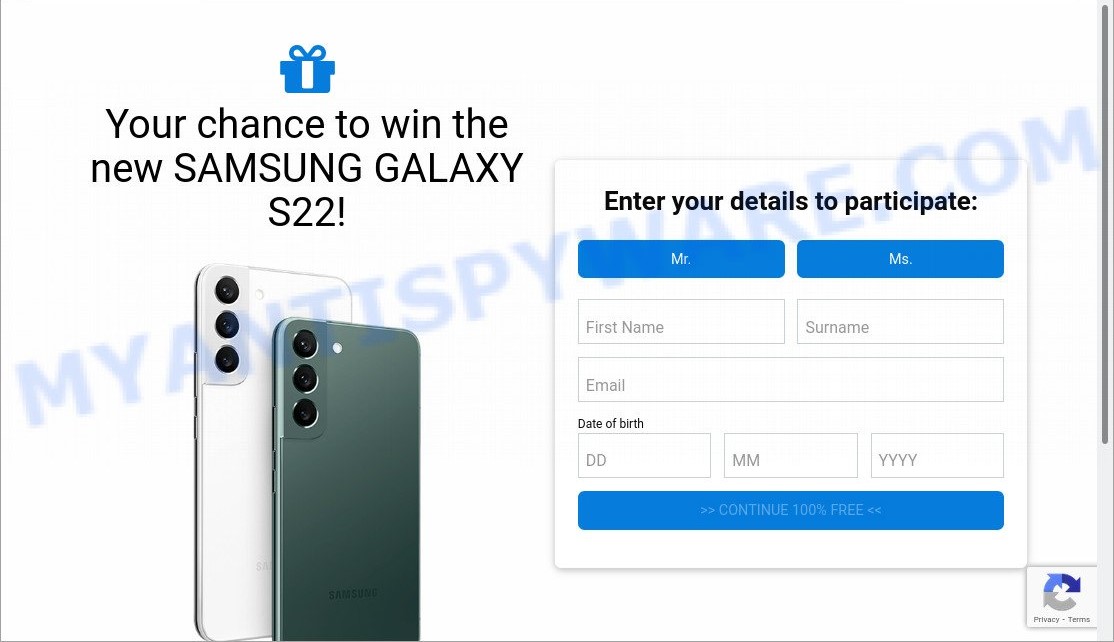 Your chance to win the
new SAMSUNG GALAXY
S22!
Enter your details to participate:
Mr.
Ms.
First Name
Surname
Email
Date of birth
DD
MM
YYYY
>> CONTINUE 100% FREE <<
SAMSUNG
MYANTISPYWARE.COM
Privacy - Terms